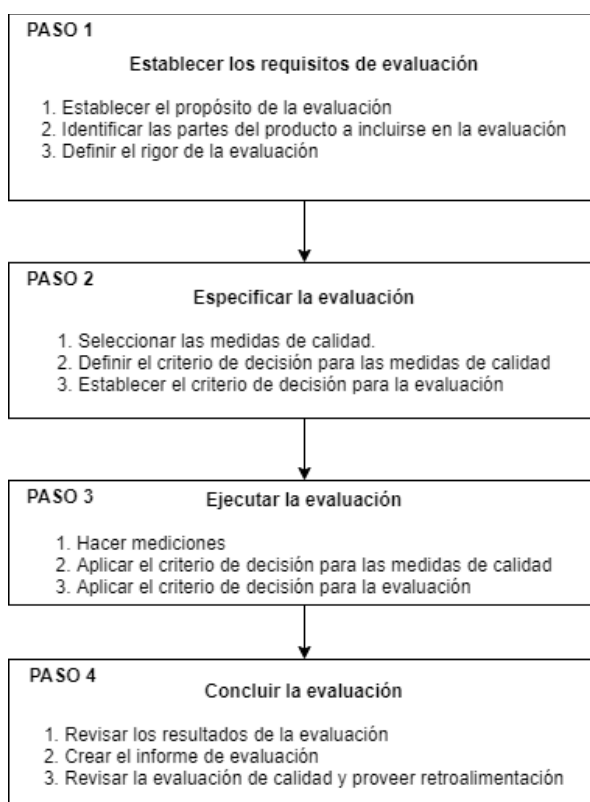 PASO 1
Establecer los requisitos de evaluación
1. Establecer el propósito de la evaluación
2. Identificar las partes del producto a incluirse en la evaluación
3. Definir el rigor de la evaluación
PASO 2
Especificar la evaluación
1. Seleccionar las medidas de calidad.
2. Definir el criterio de decisión para las medidas de calidad
3. Establecer el criterio de decisión para la evaluación
PASO 3
Ejecutar la evaluación
1. Hacer mediciones
2. Aplicar el criterio de decisión para las medidas de calidad
3. Aplicar el criterio de decisión para la evaluación
PASO 4
Concluir la evaluación
1. Revisar los resultados de la evaluación
2. Crear el informe de evaluación
3. Revisar la evaluación de calidad y proveer retroalimentación